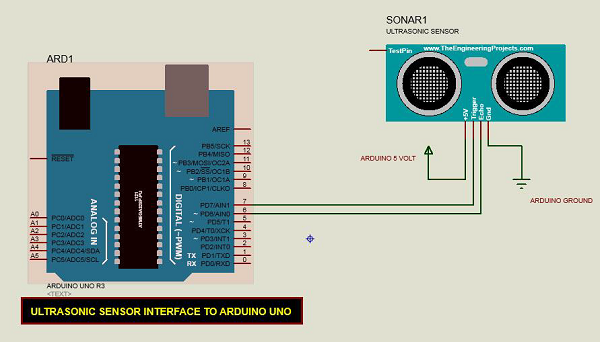 SONAR1
ULTRASONIC SENSOR
TestPin
www.TheEngineeringProjects.com
+5V
Trigger
Echo
Gnd
ARDUINO 5 VOLT
ARDUINO GROUND
ARD1
AREF
RESET
13
PB5/SCK
12
PB4/MISO
11
~ PB3/MOSI/OC2A
10
~ PB2/SS/OC1B
9
~ PB1/OC1A
8
PB0/ICP1/CLKO
7
PD7/AIN1
6
~ PD6/AIN0
5
~ PD5/T1
4
PD4/T0/XCK
3
~ PD3/INT1
2
PD2/INT0
1
TX PD1/TXD
0
RX PD0/RXD
DIGITAL (~PWM)
ANALOG IN
A0 PC0/ADC0
A1 PC1/ADC1
A2 PC2/ADC2
A3 PC3/ADC3
A4 PC4/ADC4/SDA
A5 PC5/ADC5/SCL
ARDUINO UNO R3
<TEXT>
ULTRASONIC SENSOR INTERFACE TO ARDUINO UNO